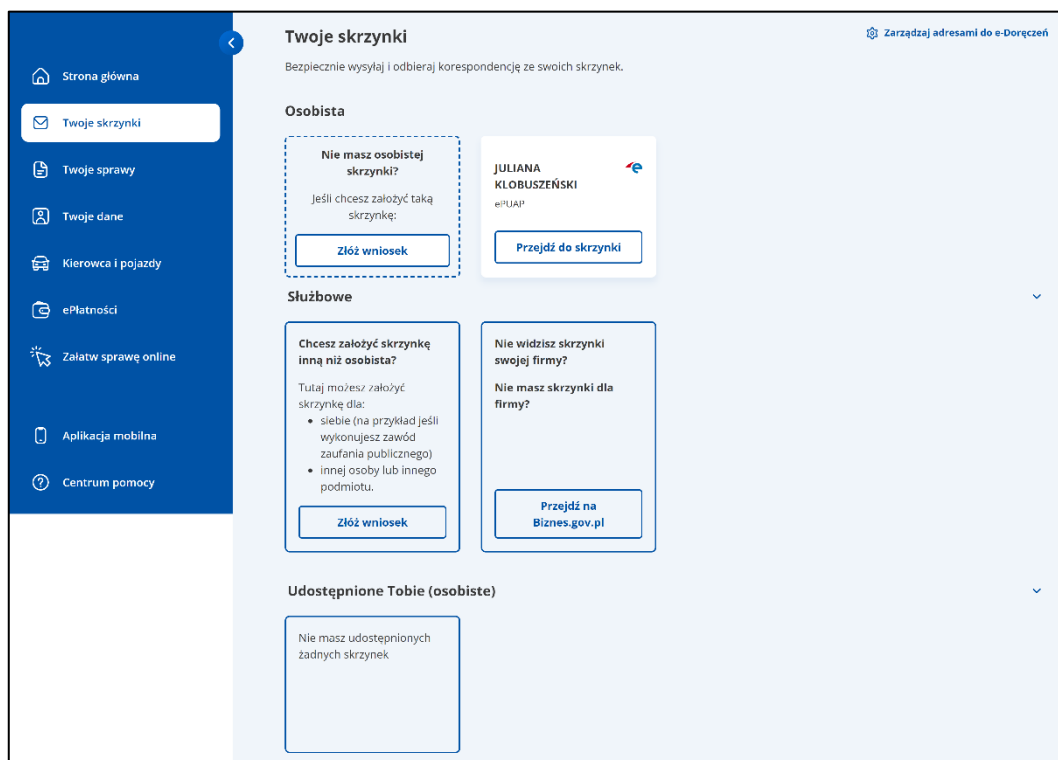 Twoje skrzynki
Zarządzaj adresami do e-Doręczeń
Bezpiecznie wysyłaj i odbieraj korespondencję ze swoich skrzynek.
Strona główna
Twoje skrzynki
Twoje sprawy
Twoje dane
Kierowca i pojazdy
ePłatności
Załatw sprawę online
Aplikacja mobilna
Centrum pomocy
Osobista
Nie masz osobistej
skrzynki?
Jeśli chcesz założyć taką
skrzynkę:
Złóż wniosek
JULIANA
KLOBUSZEŃSKI
ePUAP
Przejdź do skrzynki
Służbowe
Chcesz założyć skrzynkę
inną niż osobista?
Tutaj możesz założyć
skrzynkę dla:
• siebie (na przykład jeśli
wykonujesz zawód
zaufania publicznego)
• innej osoby lub innego
podmiotu.
Złóż wniosek
Nie widzisz skrzynki
swojej firmy?
Nie masz skrzynki dla
firmy?
Przejdź na
Biznes.gov.pl
Udostępnione Tobie (osobiste)
Nie masz udostępnionych
żadnych skrzynek